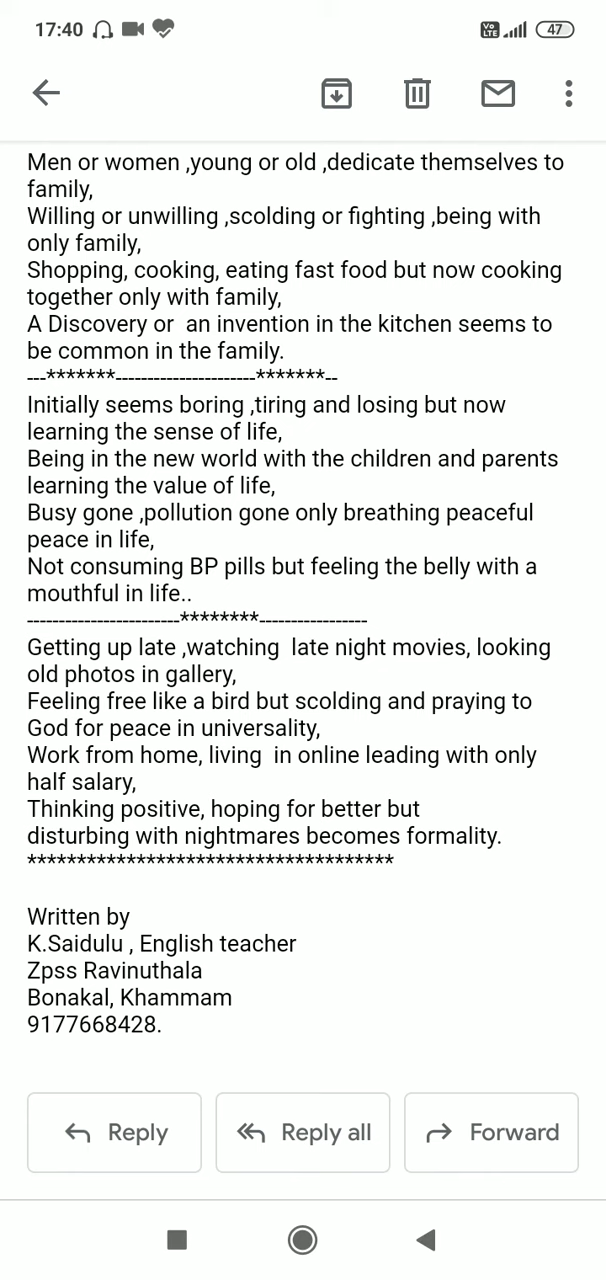 17:40
Vo LTE
47
Men or women ,young or old ,dedicate themselves to
family,
Willing or unwilling ,scolding or fighting ,being with
only family,
Shopping, cooking, eating fast food but now cooking
together only with family,
A Discovery or  an invention in the kitchen seems to
be common in the family.
---*******----------------------*******--
Initially seems boring ,tiring and losing but now
learning the sense of life,
Being in the new world with the children and parents
learning the value of life,
Busy gone ,pollution gone only breathing peaceful
peace in life,
Not consuming BP pills but feeling the belly with a
mouthful in life..
------------------------********-----------------
Getting up late ,watching  late night movies, looking
old photos in gallery,
Feeling free like a bird but scolding and praying to
God for peace in universality,
Work from home, living  in online leading with only
half salary,
Thinking positive, hoping for better but
disturbing with nightmares becomes formality.
*************************************
Written by
K.Saidulu , English teacher
Zpss Ravinuthala
Bonakal, Khammam
9177668428.
Reply
Reply all
Forward